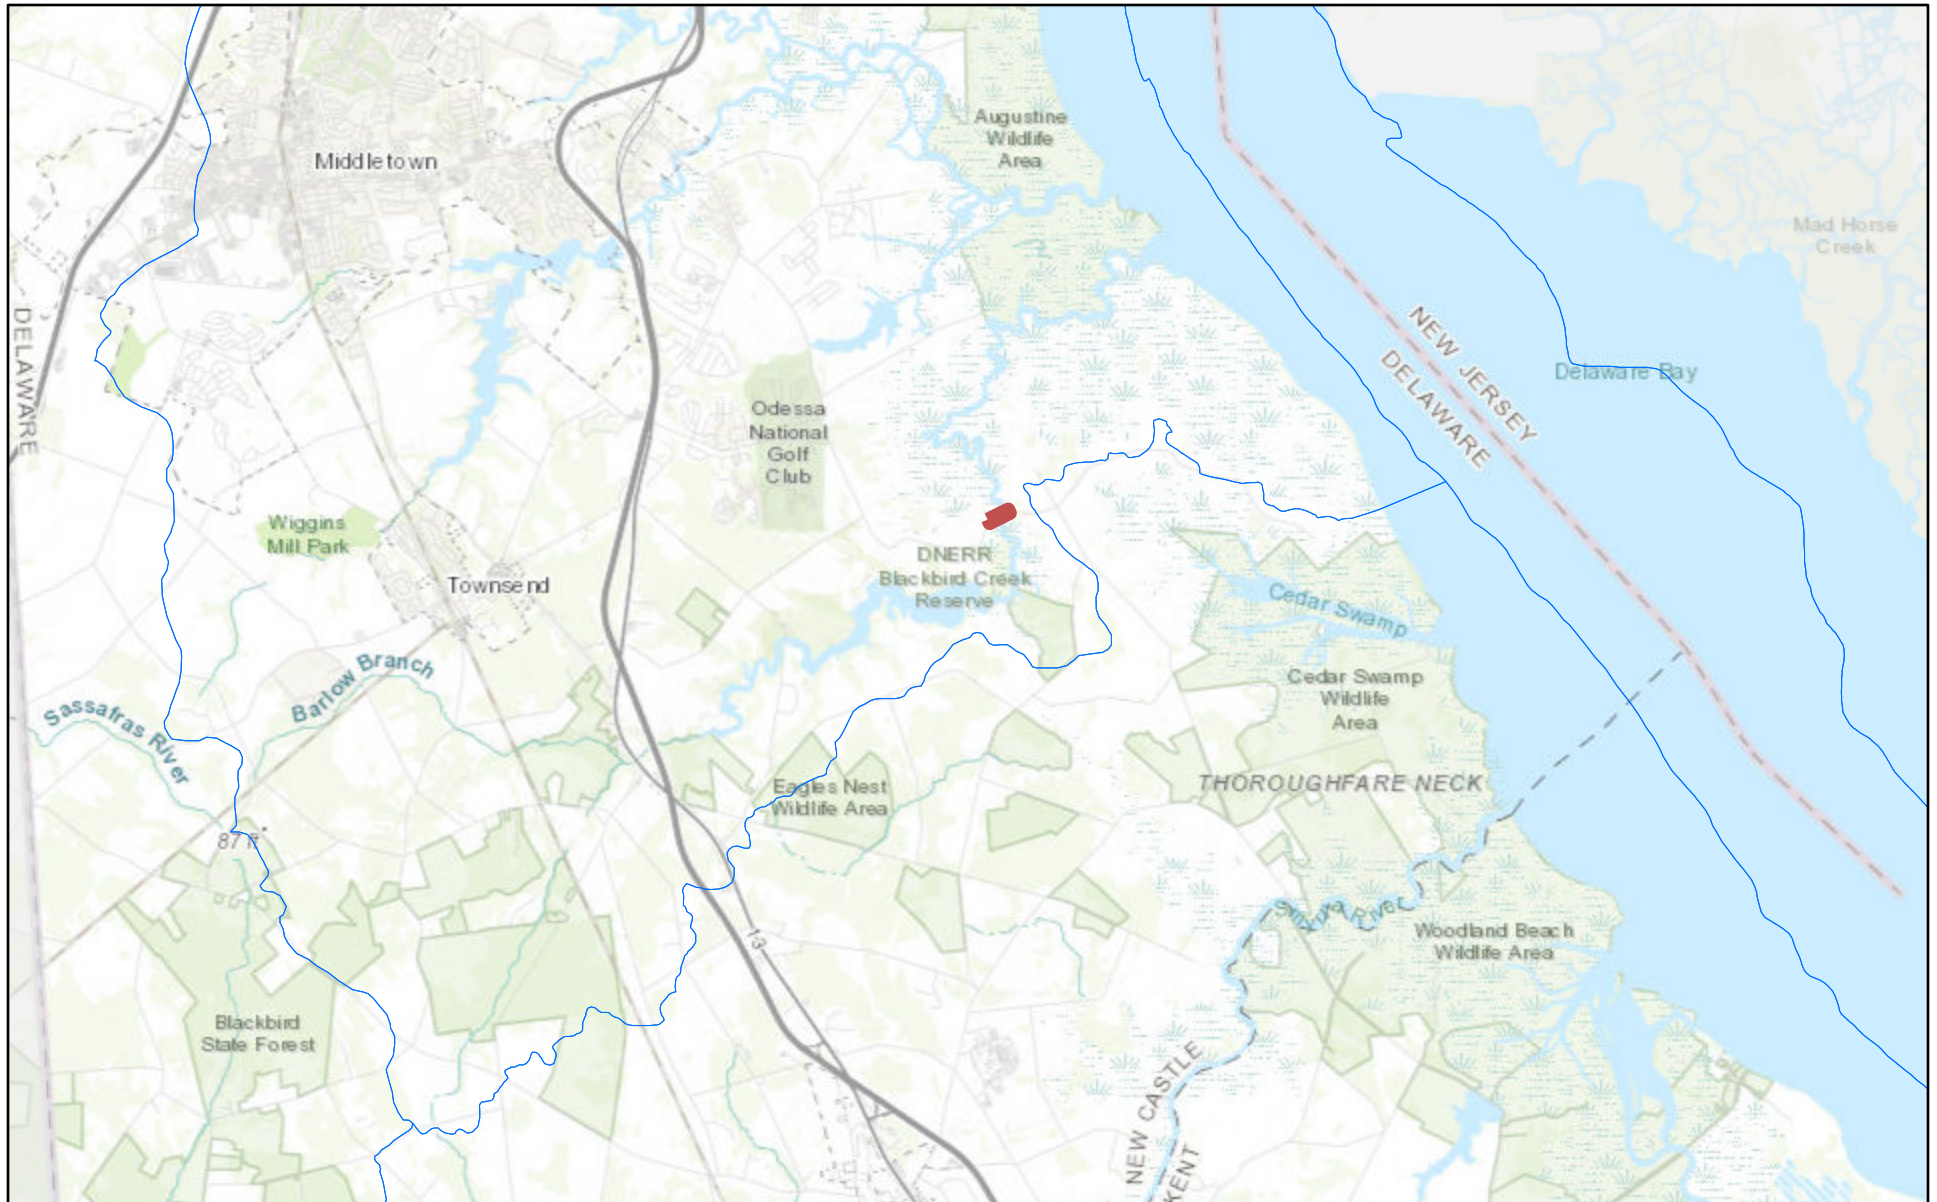 Augustine
Wildlife
Area
Middletown
Mad Horse
Creek
DELAWARE
NEW JERSEY
DELAWARE
Delaware Bay
Odessa
National
Golf
Club
Wiggins
Mill Park
DNERR
Blackbird Creek
Reserve
Townsend
Cedar Swamp
Barlow Branch
Sassafras River
Cedar Swamp
Wildlife
Area
THOROUGHFARE NECK
Eagles Nest
Wildlife Area
87 ft
Smyrna River
13
Woodland Beach
Wildlife Area
Blackbird
State Forest
NEW CASTLE
KENT